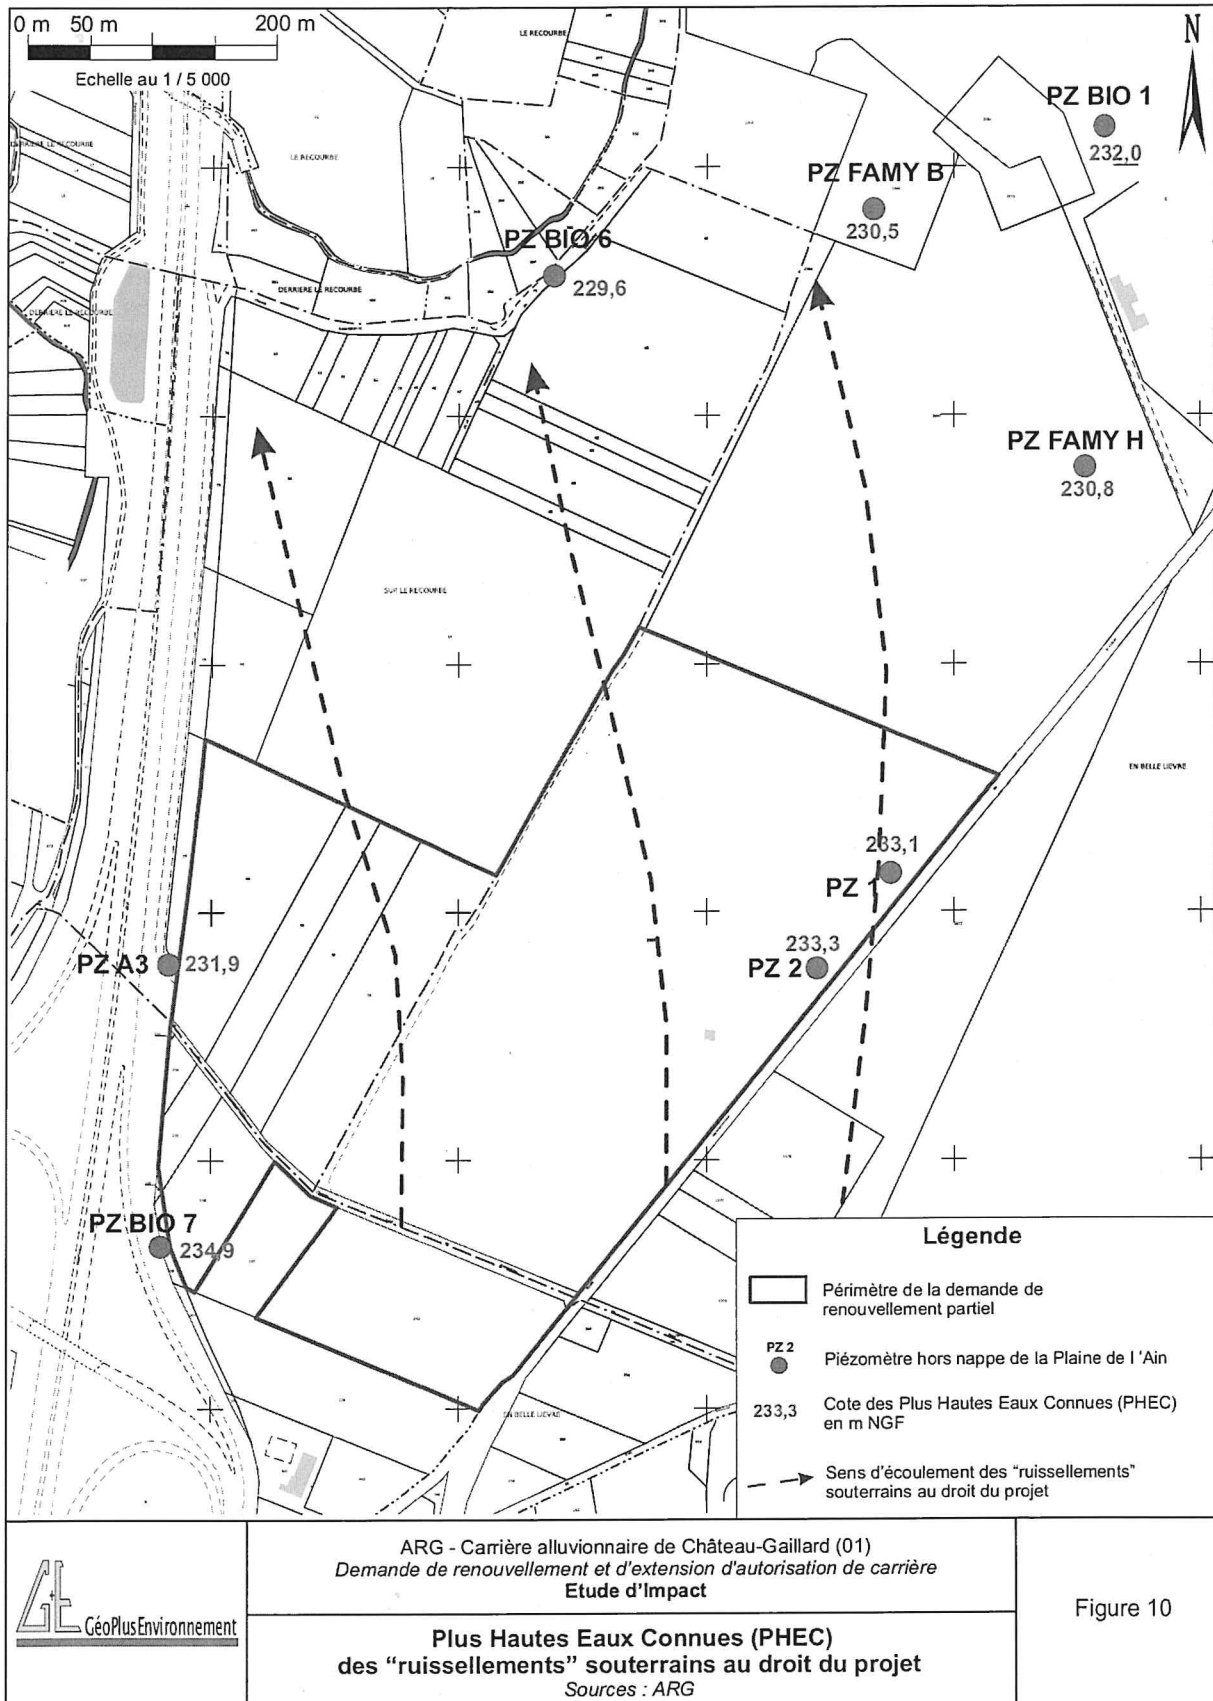 0 m 50 m 200 m
Echelle au 1 / 5 000
N
LE RECOURBE
PZ BIO 1
232,0
DERRIERE LE RECOURBE
LE RECOURBE
PZ FAMY B
230,5
PZ BIO 6
229,6
DERRIERE LE RECOURBE
DERRIERE LE RECOURBE
PZ FAMY H
230,8
SUR LE RECOURBE
EN BELLE LIEVRE
233,1
PZ 1
233,3
PZ 2
PZ A3
231,9
PZ BIO 7
234,9
EN BELLE LIEVRE
Légende
Périmètre de la demande de
renouvellement partiel
PZ 2
Piézomètre hors nappe de la Plaine de l 'Ain
233,3
Cote des Plus Hautes Eaux Connues (PHEC)
en m NGF
Sens d'écoulement des "ruissellements"
souterrains au droit du projet
GéoPlusEnvironnement
ARG - Carrière alluvionnaire de Château-Gaillard (01)
Demande de renouvellement et d'extension d'autorisation de carrière
Etude d'Impact
Plus Hautes Eaux Connues (PHEC)
des "ruissellements" souterrains au droit du projet
Sources : ARG
Figure 10